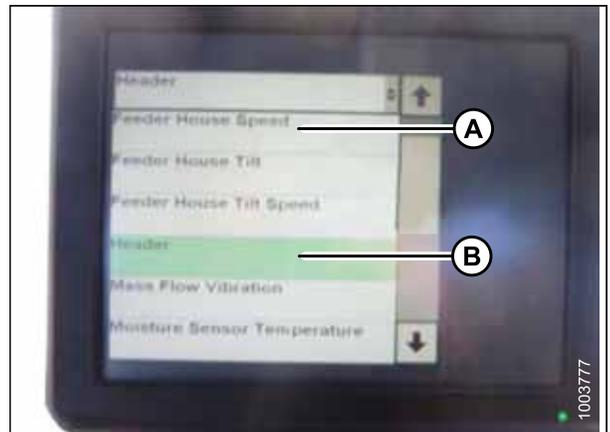 Header
Feeder House Speed
A
Feeder House Tilt
Feeder House Tilt Speed
Header
B
Mass Flow Vibration
Moisture Sensor Temperature
1003777